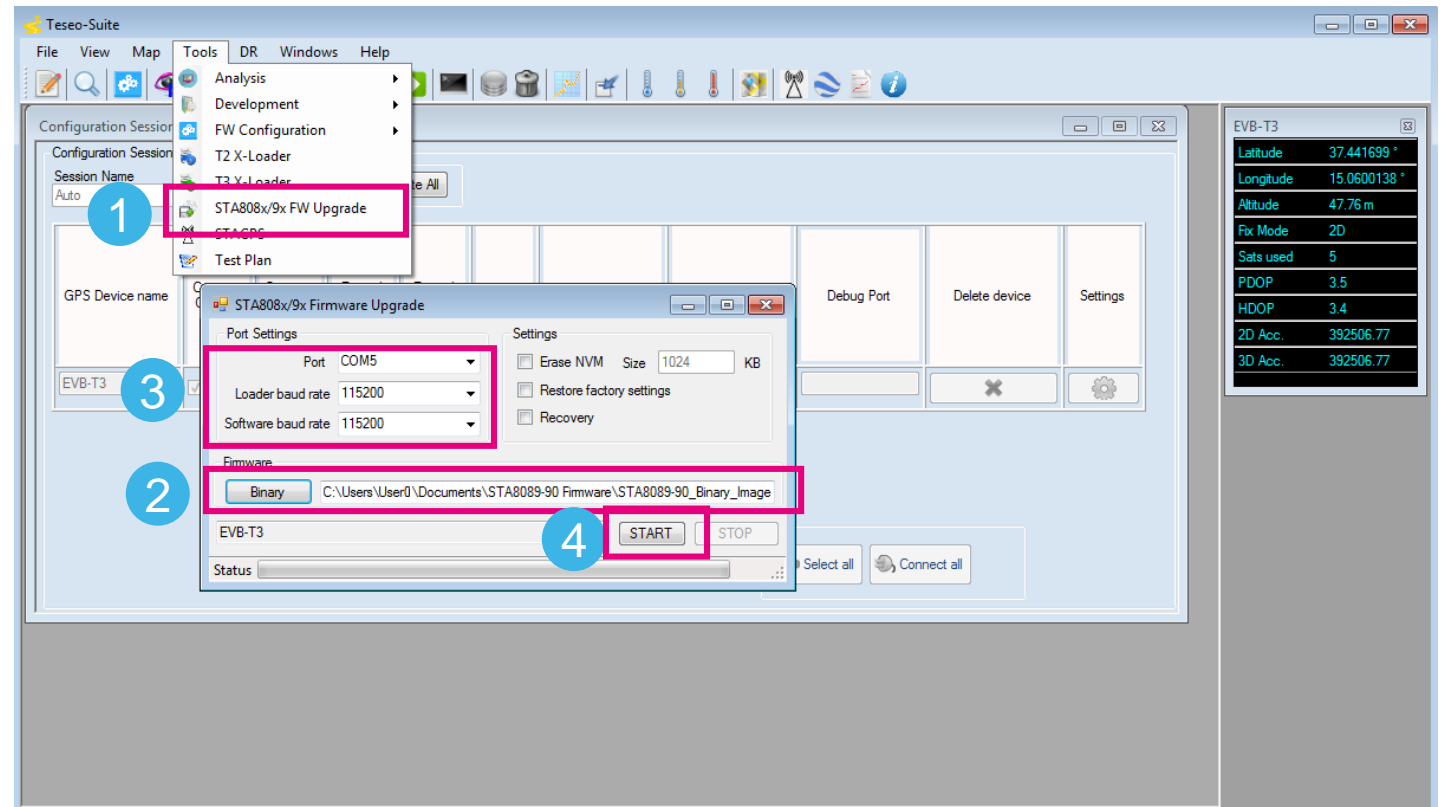 Teseo-Suite
File View Map Tools DR Windows Help
Analysis
Development
FW Configuration
T2 X-Loader
T3 X-Loader
STA808x/9x FW Upgrade
STAGPS
Test Plan
1
Configuration Session
Configuration Session
Session Name
Auto
te All
GPS Device name
Debug Port
Delete device
Settings
EVB-T3
STA808x/9x Firmware Upgrade
Port Settings
Port COM5
Loader baud rate 115200
Software baud rate 115200
3
Settings
Erase NVM Size 1024 KB
Restore factory settings
Recovery
Firmware
2
Binary C:\Users\User0\Documents\STA8089-90 Firmware\STA8089-90_Binary_Image
EVB-T3
4
START STOP
Status
Select all Connect all
EVB-T3
Latitude 37.441699 °
Longitude 15.0600138 °
Altitude 47.76 m
Fix Mode 2D
Sats used 5
PDOP 3.5
HDOP 3.4
2D Acc. 392506.77
3D Acc. 392506.77